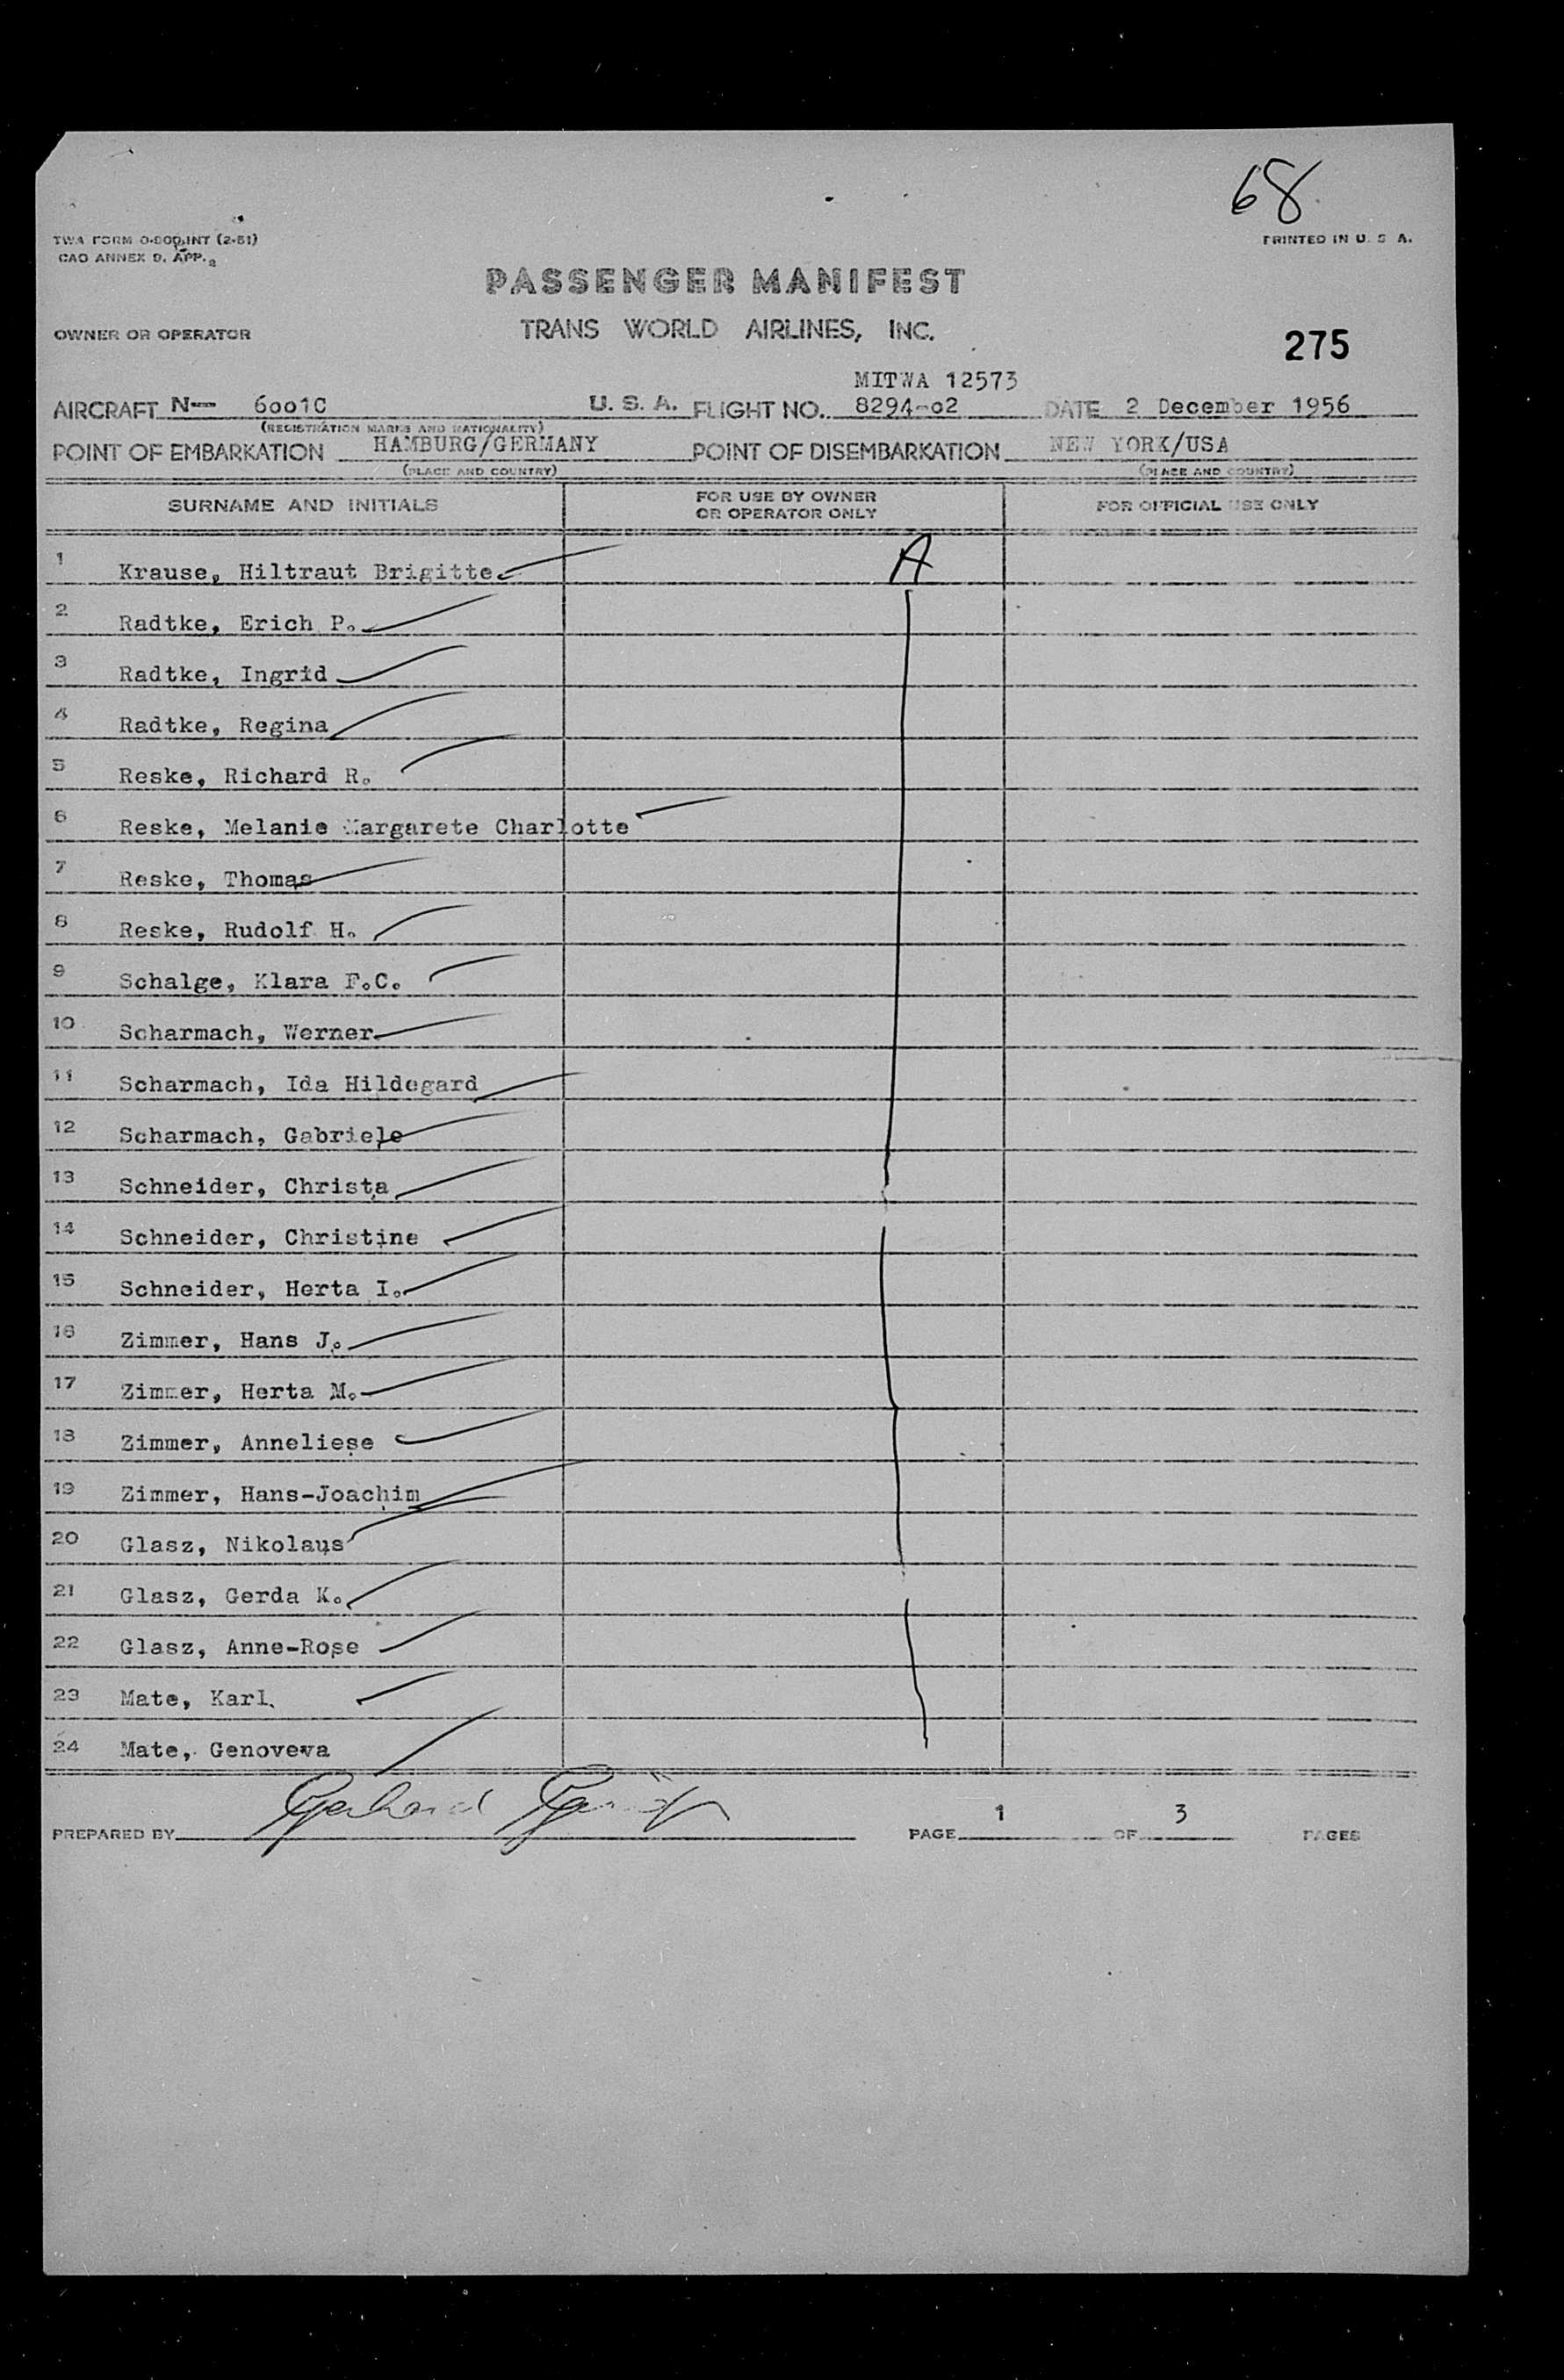 68
TWA FORM O-800-INT (2-51)
PRINTED IN U. S. A.
CAO ANNEX 9. APP. 2
PASSENGER MANIFEST
OWNER OR OPERATOR TRANS WORLD AIRLINES, INC.
275
MITWA 12573
AIRCRAFT N— 6oo1C U. S. A. FLIGHT NO. 8294-o2 DATE 2 December 1956
(REGISTRATION MARKS AND NATIONALITY)
POINT OF EMBARKATION HAMBURG/GERMANY POINT OF DISEMBARKATION NEW YORK/USA
(PLACE AND COUNTRY) (PLACE AND COUNTRY)
SURNAME AND INITIALS FOR USE BY OWNER OR OPERATOR ONLY FOR OFFICIAL USE ONLY
1 Krause, Hiltraut Brigitte A
2 Radtke, Erich P.
3 Radtke, Ingrid
4 Radtke, Regina
5 Reske, Richard R.
6 Reske, Melanie Margarete Charlotte
7 Reske, Thomas
8 Reske, Rudolf H.
9 Schalge, Klara F.C.
10 Scharmach, Werner
11 Scharmach, Ida Hildegard
12 Scharmach, Gabriele
13 Schneider, Christa
14 Schneider, Christine
15 Schneider, Herta I.
16 Zimmer, Hans J.
17 Zimmer, Herta M.
18 Zimmer, Anneliese
19 Zimmer, Hans-Joachim
20 Glasz, Nikolaus
21 Glasz, Gerda K.
22 Glasz, Anne-Rose
23 Mate, Karl
24 Mate, Genoveva
PREPARED BY Gerhard PAGE 1 OF 3 PAGES